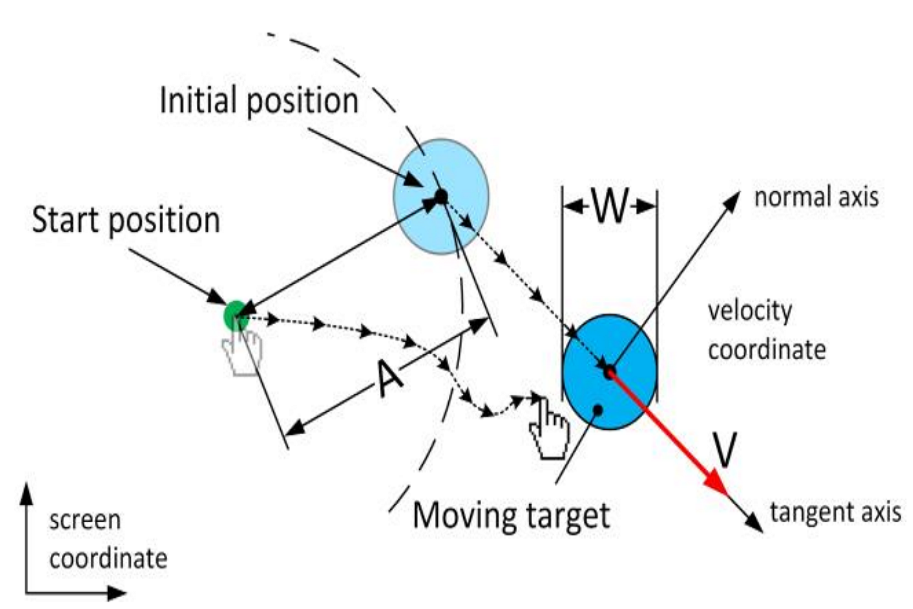 Initial position
Start position
W
normal axis
velocity
coordinate
A
V
Moving target
tangent axis
screen
coordinate